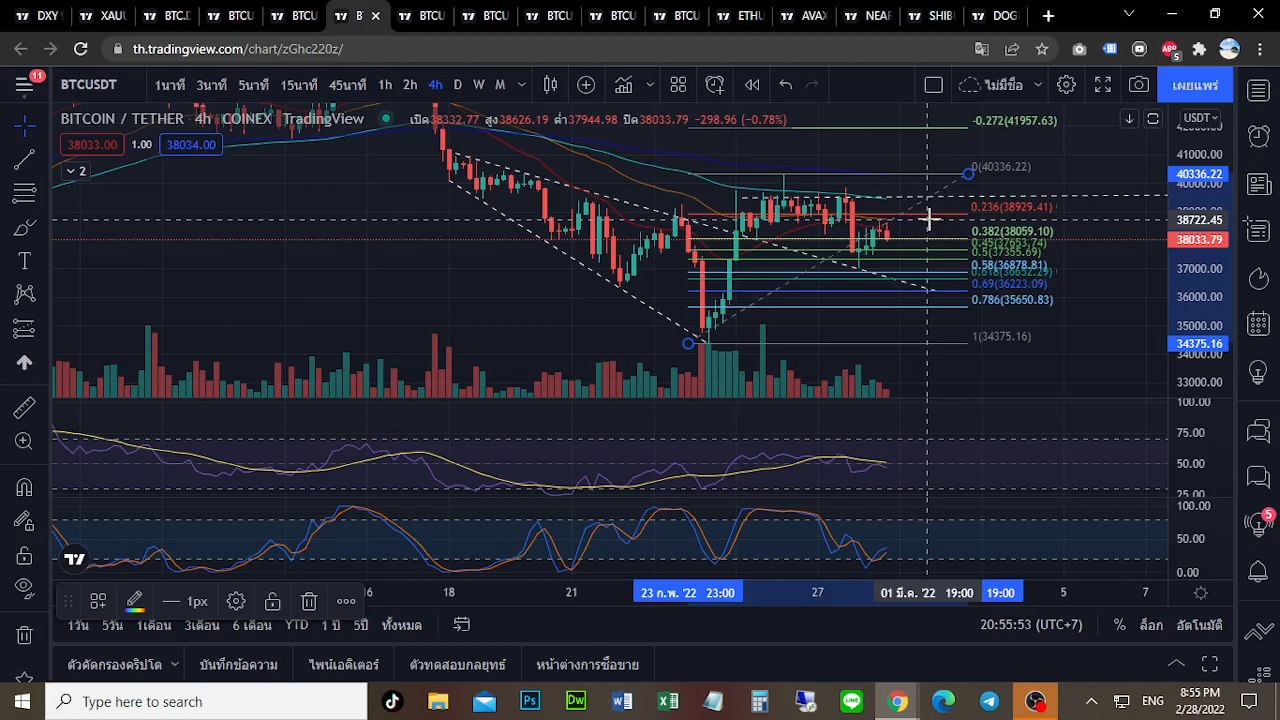 DXY
XAU
BTC.D
BTCU
BTCU
B
BTCU
BTCU
BTCU
BTCU
BTCU
ETHU
AVAX
NEAR
SHIB
DOG
th.tradingview.com/chart/zGhc220z/
5
11
BTCUSDT
1นาที
3นาที
5นาที
15นาที
45นาที
1h
2h
4h
D
W
M
ไม่มีชื่อ
เผยแพร่
BITCOIN / TETHER
4h
COINEX
TradingView
เปิด38332.77
สูง38626.19
ต่ำ37944.98
ปิด38033.79
-298.96 (-0.78%)
USDT
38033.00
1.00
38034.00
2
-0.272(41957.63)
0(40336.22)
0.236(38929.41)
0.382(38059.10)
0.45(37653.74)
0.5(37355.69)
0.58(36878.81)
0.618(36652.29)
0.69(36223.09)
0.786(35650.83)
1(34375.16)
42000.00
41000.00
40336.22
40000.00
38722.45
38033.79
37000.00
36000.00
35000.00
34375.16
34000.00
33000.00
100.00
75.00
50.00
25.00
100.00
50.00
0.00
5
16
18
21
23 ก.พ. '22 23:00
27
01 มี.ค. '22 19:00
19:00
5
7
1px
1วัน
5วัน
1เดือน
3เดือน
6 เดือน
YTD
1 ปี
5ปี
ทั้งหมด
20:55:53 (UTC+7)
%
ล็อก
อัตโนมัติ
ตัวคัดกรองคริปโต
บันทึกข้อความ
ไพน์เอดิเตอร์
ตัวทดสอบกลยุทธ์
หน้าต่างการซื้อขาย
Type here to search
ENG
8:55 PM
2/28/2022